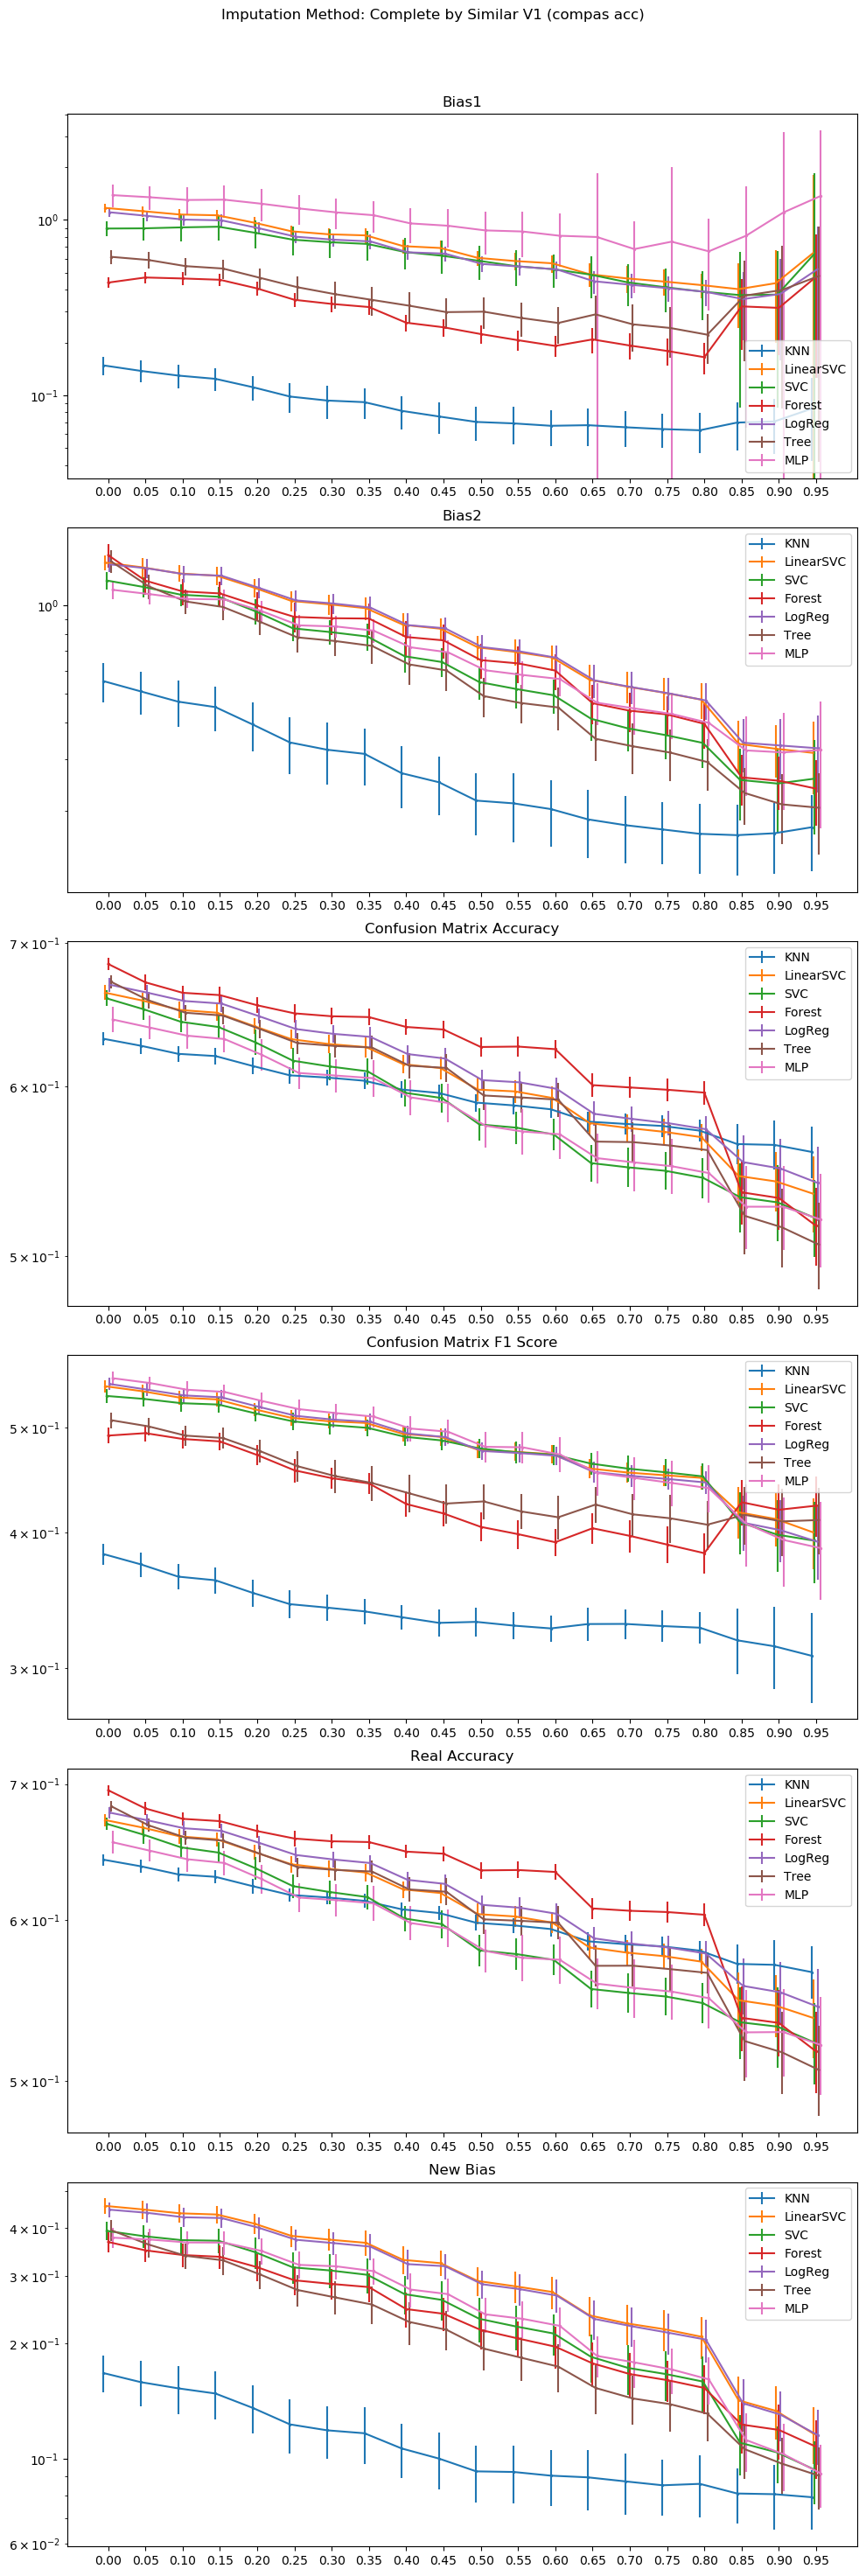 Imputation Method: Complete by Similar V1 (compas acc)
Bias1
10⁰
10⁻¹
KNN
LinearSVC
SVC
Forest
LogReg
Tree
MLP
0.00 0.05 0.10 0.15 0.20 0.25 0.30 0.35 0.40 0.45 0.50 0.55 0.60 0.65 0.70 0.75 0.80 0.85 0.90 0.95
Bias2
10⁰
KNN
LinearSVC
SVC
Forest
LogReg
Tree
MLP
0.00 0.05 0.10 0.15 0.20 0.25 0.30 0.35 0.40 0.45 0.50 0.55 0.60 0.65 0.70 0.75 0.80 0.85 0.90 0.95
Confusion Matrix Accuracy
7 × 10⁻¹
6 × 10⁻¹
5 × 10⁻¹
KNN
LinearSVC
SVC
Forest
LogReg
Tree
MLP
0.00 0.05 0.10 0.15 0.20 0.25 0.30 0.35 0.40 0.45 0.50 0.55 0.60 0.65 0.70 0.75 0.80 0.85 0.90 0.95
Confusion Matrix F1 Score
5 × 10⁻¹
4 × 10⁻¹
3 × 10⁻¹
KNN
LinearSVC
SVC
Forest
LogReg
Tree
MLP
0.00 0.05 0.10 0.15 0.20 0.25 0.30 0.35 0.40 0.45 0.50 0.55 0.60 0.65 0.70 0.75 0.80 0.85 0.90 0.95
Real Accuracy
7 × 10⁻¹
6 × 10⁻¹
5 × 10⁻¹
KNN
LinearSVC
SVC
Forest
LogReg
Tree
MLP
0.00 0.05 0.10 0.15 0.20 0.25 0.30 0.35 0.40 0.45 0.50 0.55 0.60 0.65 0.70 0.75 0.80 0.85 0.90 0.95
New Bias
4 × 10⁻¹
3 × 10⁻¹
2 × 10⁻¹
10⁻¹
6 × 10⁻²
KNN
LinearSVC
SVC
Forest
LogReg
Tree
MLP
0.00 0.05 0.10 0.15 0.20 0.25 0.30 0.35 0.40 0.45 0.50 0.55 0.60 0.65 0.70 0.75 0.80 0.85 0.90 0.95